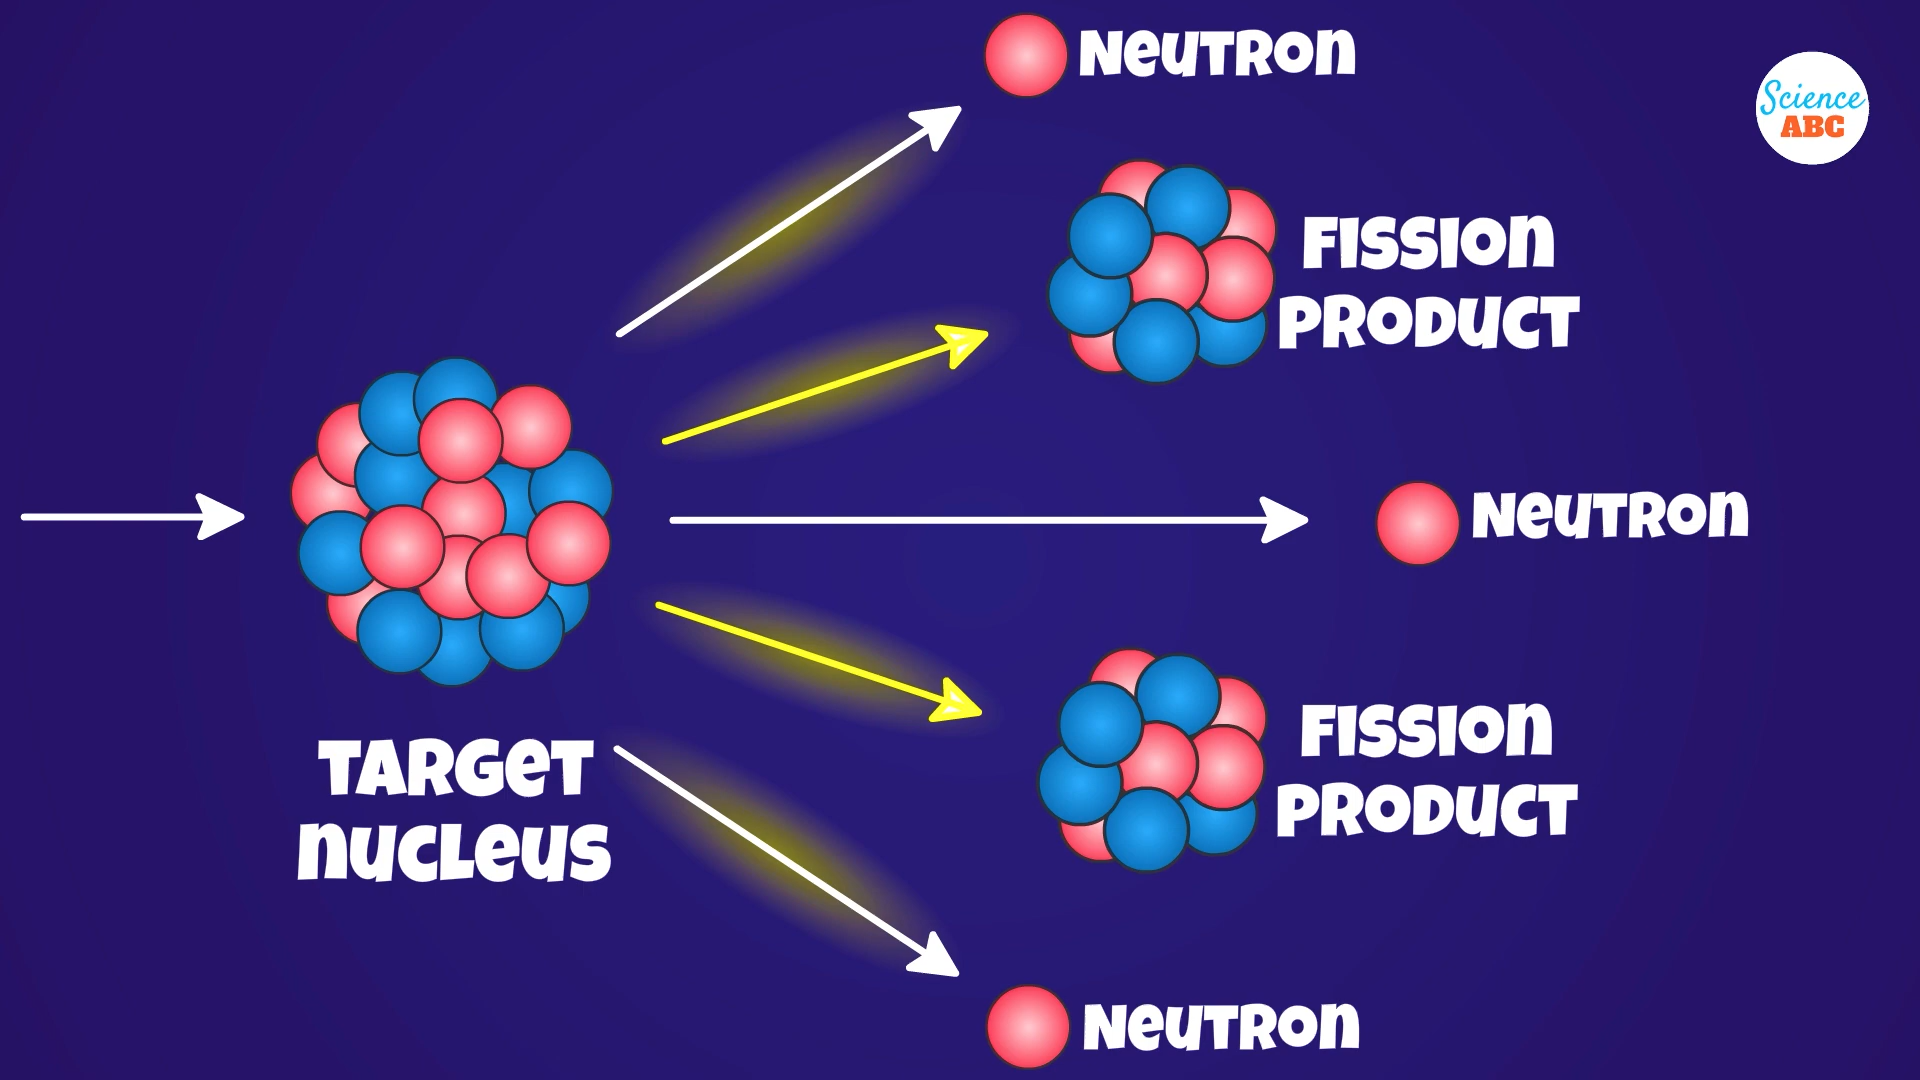 Neutron
Science
ABC
Fission
Product
Neutron
Target
Nucleus
Fission
Product
Neutron